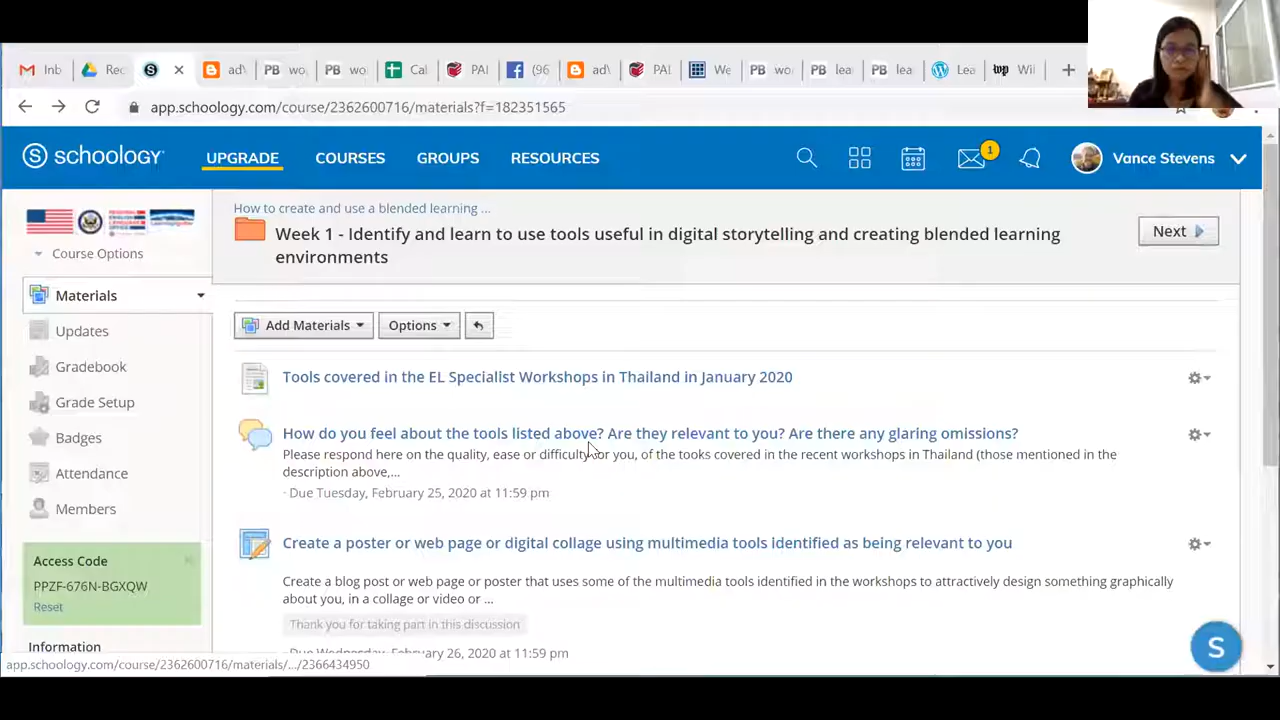 Inb
Rec
S
adV
PB wo
PB wo
Cal
PAI
(96
adV
PAI
We
PB wo
PB lea
PB lea
Lea
wp Wil
app.schoology.com/course/2362600716/materials?f=182351565
S schoology
UPGRADE
COURSES
GROUPS
RESOURCES
1
Vance Stevens
How to create and use a blended learning ...
Week 1 - Identify and learn to use tools useful in digital storytelling and creating blended learning
environments
Next
Course Options
Materials
Updates
Gradebook
Grade Setup
Badges
Attendance
Members
Access Code
PPZF-676N-BGXQW
Reset
Information
Add Materials
Options
Tools covered in the EL Specialist Workshops in Thailand in January 2020
How do you feel about the tools listed above? Are they relevant to you? Are there any glaring omissions?
Please respond here on the quality, ease or difficulty for you, of the tooks covered in the recent workshops in Thailand (those mentioned in the
description above,...
· Due Tuesday, February 25, 2020 at 11:59 pm
Create a poster or web page or digital collage using multimedia tools identified as being relevant to you
Create a blog post or web page or poster that uses some of the multimedia tools identified in the workshops to attractively design something graphically
about you, in a collage or video or ...
Thank you for taking part in this discussion
· Due Wednesday, February 26, 2020 at 11:59 pm
S
app.schoology.com/course/2362600716/materials/.../2366434950